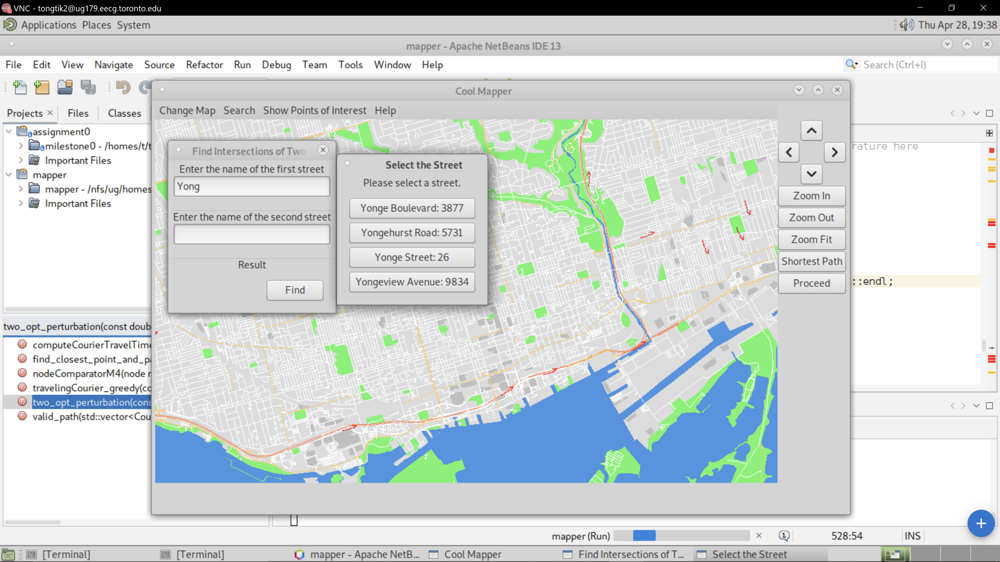 VNC - tongtik2@ug179.eecg.toronto.edu
Applications Places System
Thu Apr 28, 19:38
mapper - Apache NetBeans IDE 13
File Edit View Navigate Source Refactor Run Debug Team Tools Window Help
Search (Ctrl+I)
Cool Mapper
Change Map Search Show Points of Interest Help
Projects Files Classes
assignment0
milestone0 - /homes/t/t
Important Files
mapper
mapper - /nfs/ug/homes
Important Files
Find Intersections of Two
Enter the name of the first street
Yong
Enter the name of the second street
Result
Find
Select the Street
Please select a street.
Yonge Boulevard: 3877
Yongehurst Road: 5731
Yonge Street: 26
Yongeview Avenue: 9834
Zoom In
Zoom Out
Zoom Fit
Shortest Path
Proceed
rature here
::endl;
two_opt_perturbation(const doub
computeCourierTravelTime
find_closest_point_and_pa
nodeComparatorM4(node r
travelingCourier_greedy(co
two_opt_perturbation(cons
valid_path(std::vector<Cou
mapper (Run)
1
528:54
INS
[Terminal]
[Terminal]
mapper - Apache NetB...
Cool Mapper
Find Intersections of T...
Select the Street